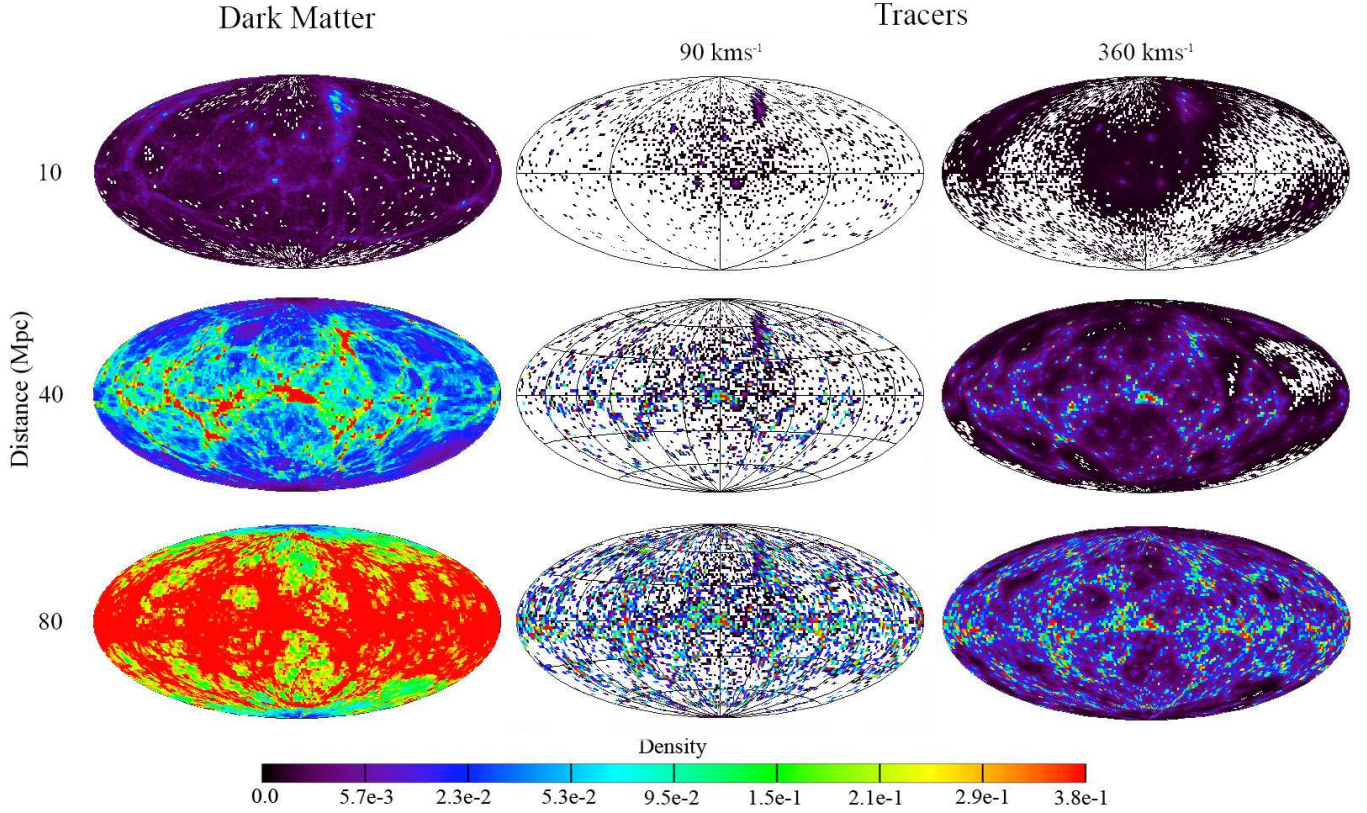 Dark Matter
Tracers
90 kms⁻¹
360 kms⁻¹
Distance (Mpc)
10
40
80
Density
0.0 5.7e-3 2.3e-2 5.3e-2 9.5e-2 1.5e-1 2.1e-1 2.9e-1 3.8e-1